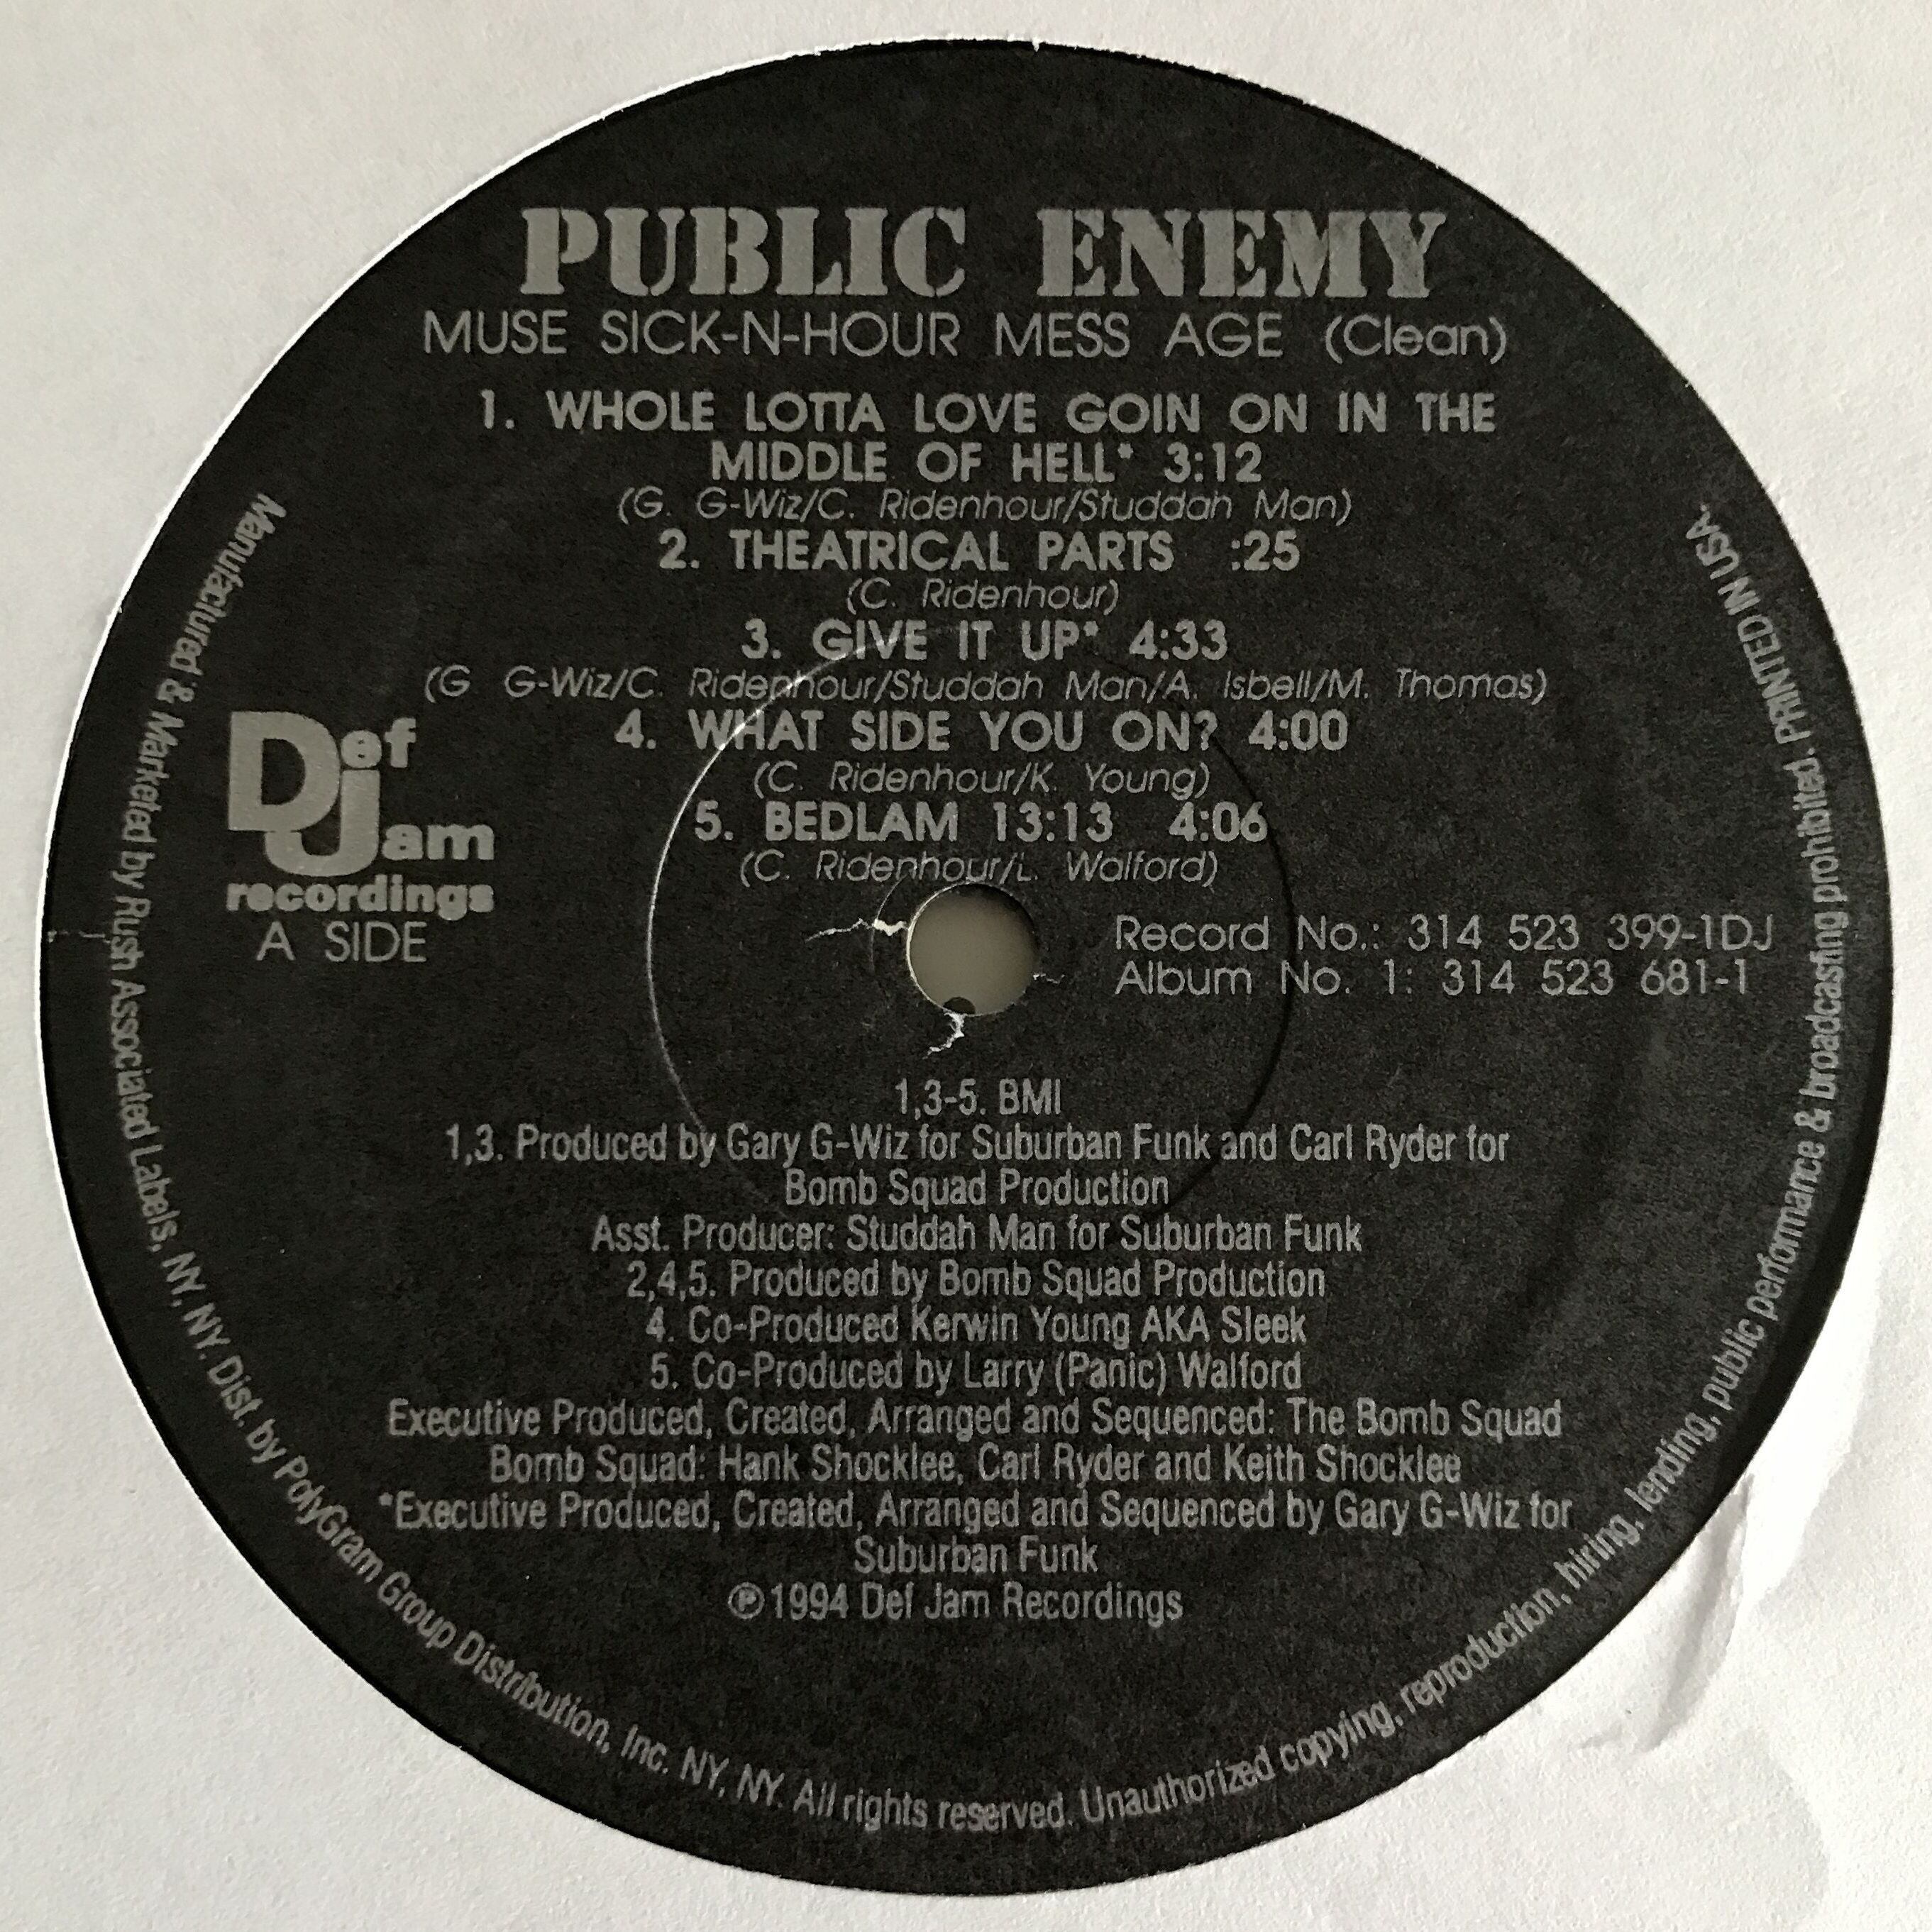 PUBLIC ENEMY
MUSE SICK-N-HOUR MESS AGE (Clean)
1. WHOLE LOTTA LOVE GOIN ON IN THE
MIDDLE OF HELL* 3:12
(G. G-Wiz/C. Ridenhour/Studdah Man)
2. THEATRICAL PARTS :25
(C. Ridenhour)
3. GIVE IT UP* 4:33
(G G-Wiz/C. Ridenhour/Studdah Man/A. Isbell/M. Thomas)
4. WHAT SIDE YOU ON? 4:00
(C. Ridenhour/K. Young)
5. BEDLAM 13:13 4:06
(C. Ridenhour/L. Walford)
Def
Jam
recordings
A SIDE
Record No.: 314 523 399-1DJ
Album No. 1: 314 523 681-1
1,3-5. BMI
1,3. Produced by Gary G-Wiz for Suburban Funk and Carl Ryder for
Bomb Squad Production
Asst. Producer: Studdah Man for Suburban Funk
2,4,5. Produced by Bomb Squad Production
4. Co-Produced Kerwin Young AKA Sleek
5. Co-Produced by Larry (Panic) Walford
Executive Produced, Created, Arranged and Sequenced: The Bomb Squad
Bomb Squad: Hank Shocklee, Carl Ryder and Keith Shocklee
*Executive Produced, Created, Arranged and Sequenced by Gary G-Wiz for
Suburban Funk
℗1994 Def Jam Recordings
Manufactured & Marketed by Rush Associated Labels, NY, NY. Dist. by PolyGram Group Distribution, Inc. NY, NY. All rights reserved. Unauthorized copying, reproduction, hiring, lending, public performance & broadcasting prohibited. PRINTED IN USA.